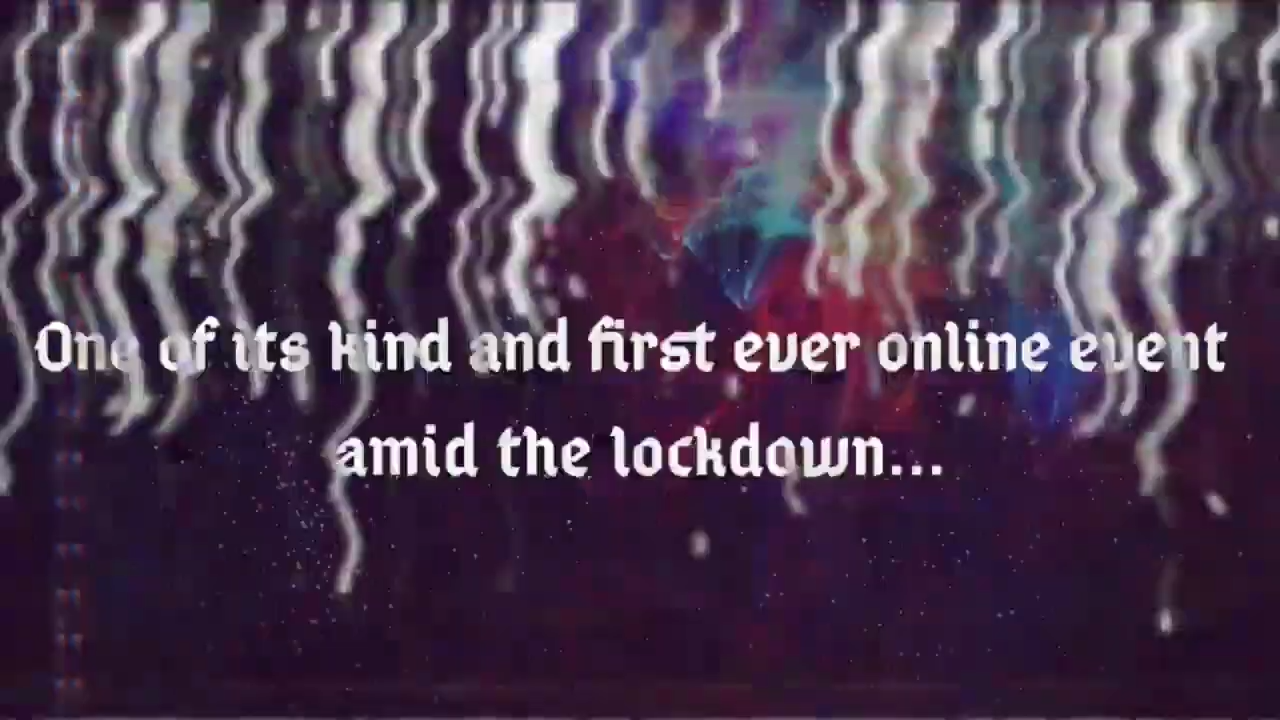 One of its kind and first ever online event
amid the lockdown...